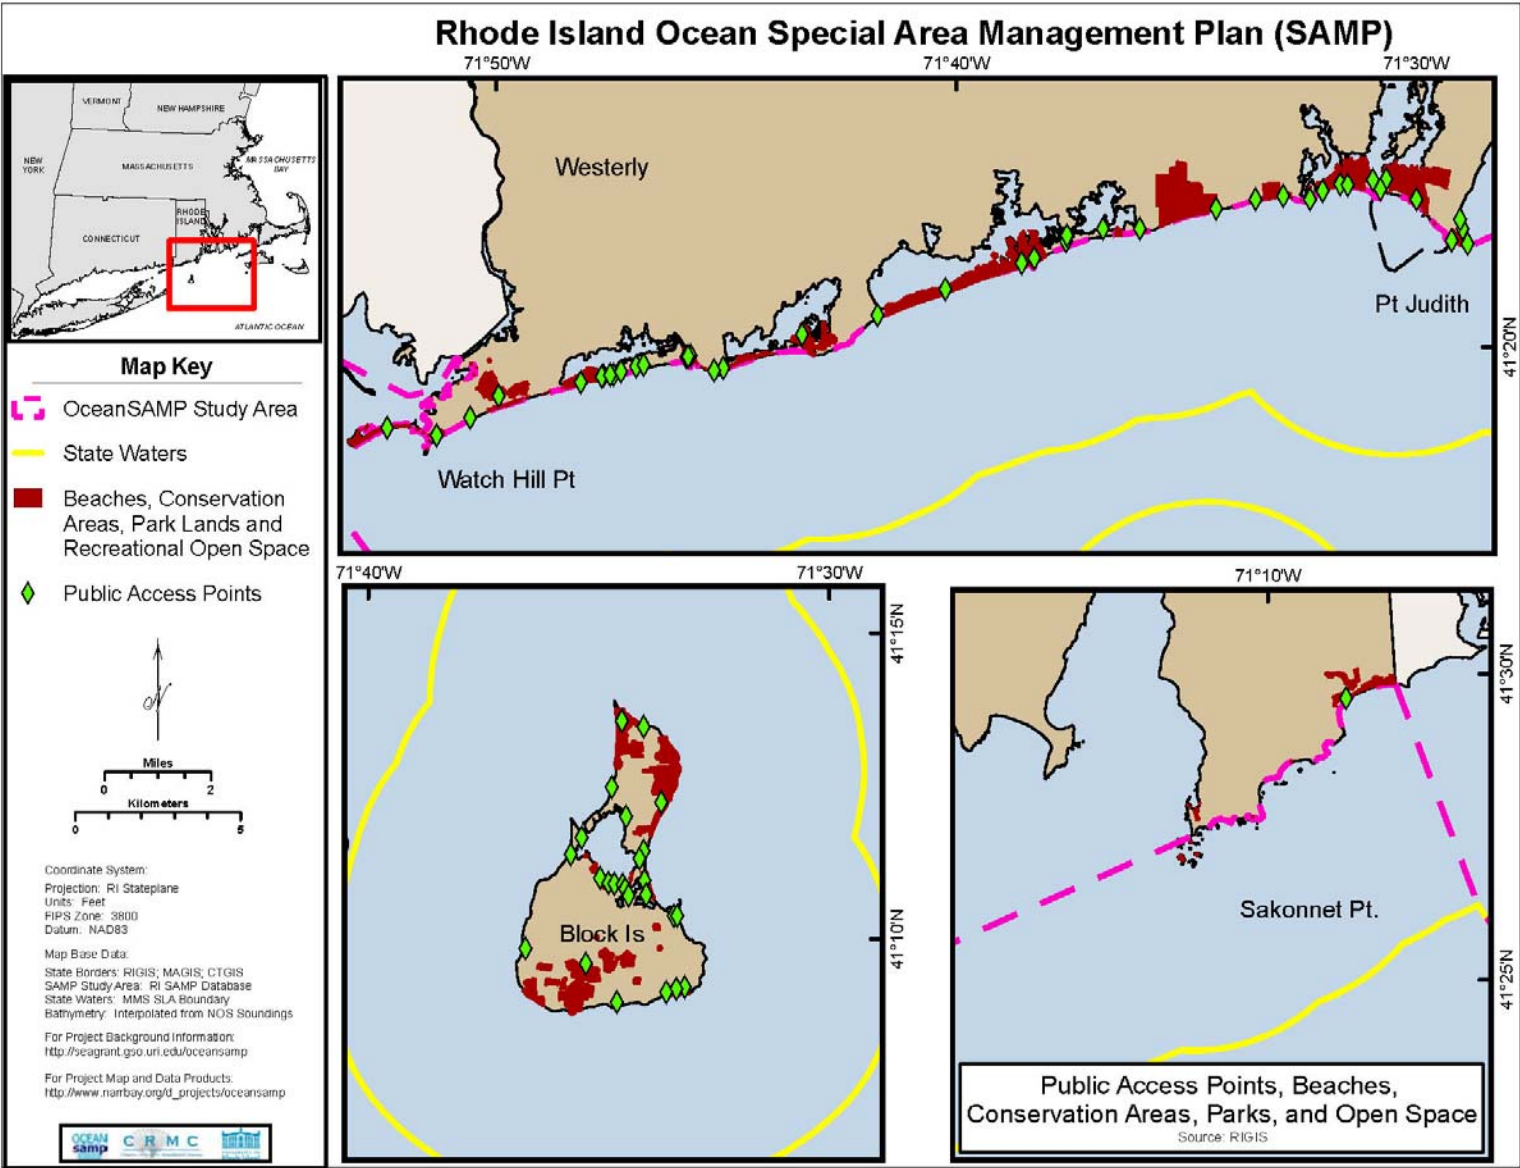 Rhode Island Ocean Special Area Management Plan (SAMP)
71°50'W
71°40'W
71°30'W
VERMONT
NEW HAMPSHIRE
NEW
YORK
MASSACHUSETTS
MASSACHUSETTS
BAY
RHODE
ISLAND
CONNECTICUT
ATLANTIC OCEAN
Westerly
Pt Judith
Watch Hill Pt
41°20'N
Map Key
OceanSAMP Study Area
State Waters
Beaches, Conservation
Areas, Park Lands and
Recreational Open Space
Public Access Points
N
Miles
0 2
Kilometers
0 5
Coordinate System:
Projection: RI Stateplane
Units: Feet
FIPS Zone: 3800
Datum: NAD83
Map Base Data:
State Borders: RIGIS; MAGIS; CTGIS
SAMP Study Area: RI SAMP Database
State Waters: MMS SLA Boundary
Bathymetry: Interpolated from NOS Soundings
For Project Background Information:
http://seagrant.gso.uri.edu/oceansamp
For Project Map and Data Products:
http://www.narrbay.org/d_projects/oceansamp
OCEAN
samp
C R M C
71°40'W
71°30'W
41°15'N
41°10'N
Block Is
71°10'W
41°30'N
41°25'N
Sakonnet Pt.
Public Access Points, Beaches,
Conservation Areas, Parks, and Open Space
Source: RIGIS